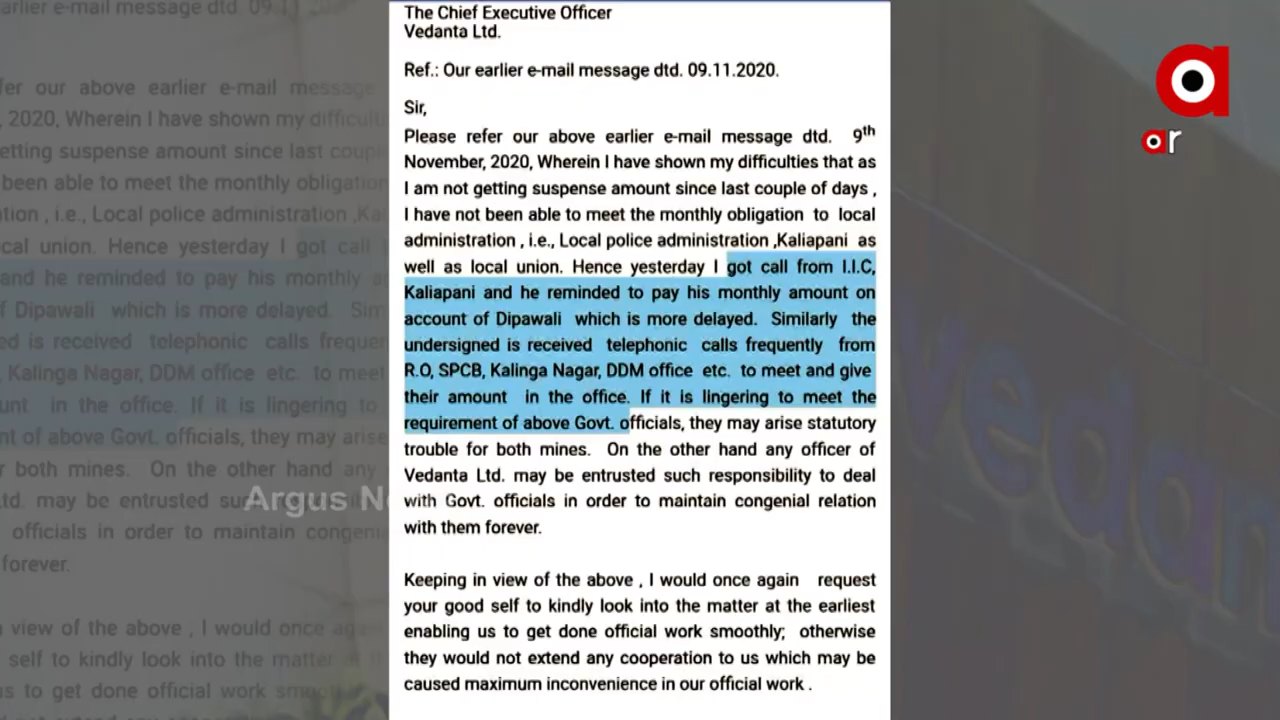 The Chief Executive Officer
Vedanta Ltd.
Ref.: Our earlier e-mail message dtd. 09.11.2020.
Sir,
Please refer our above earlier e-mail message dtd. 9th
November, 2020, Wherein I have shown my difficulties that as
I am not getting suspense amount since last couple of days ,
I have not been able to meet the monthly obligation to local
administration , i.e., Local police administration ,Kaliapani as
well as local union. Hence yesterday I got call from I.I.C,
Kaliapani and he reminded to pay his monthly amount on
account of Dipawali which is more delayed. Similarly the
undersigned is received telephonic calls frequently from
R.O, SPCB, Kalinga Nagar, DDM office etc. to meet and give
their amount in the office. If it is lingering to meet the
requirement of above Govt. officials, they may arise statutory
trouble for both mines. On the other hand any officer of
Vedanta Ltd. may be entrusted such responsibility to deal
with Govt. officials in order to maintain congenial relation
with them forever.
Keeping in view of the above , I would once again request
your good self to kindly look into the matter at the earliest
enabling us to get done official work smoothly; otherwise
they would not extend any cooperation to us which may be
caused maximum inconvenience in our official work .
a
ar
Argus N
vedan